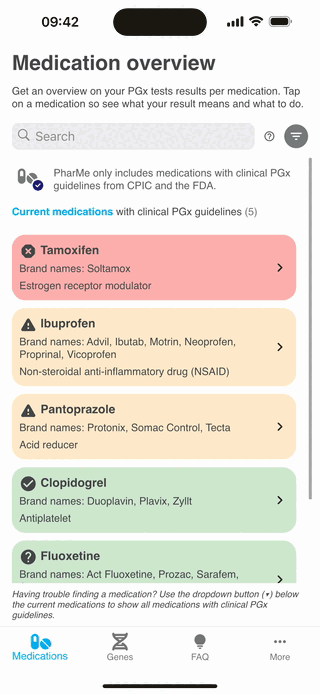 09:42
Medication overview
Get an overview on your PGx tests results per medication. Tap
on a medication so see what your result means and what to do.
Search
PharMe only includes medications with clinical PGx
guidelines from CPIC and the FDA.
Current medications with clinical PGx guidelines (5)
Tamoxifen
Brand names: Soltamox
Estrogen receptor modulator
Ibuprofen
Brand names: Advil, Ibutab, Motrin, Neoprofen,
Proprinal, Vicoprofen
Non-steroidal anti-inflammatory drug (NSAID)
Pantoprazole
Brand names: Protonix, Somac Control, Tecta
Acid reducer
Clopidogrel
Brand names: Duoplavin, Plavix, Zyllt
Antiplatelet
Fluoxetine
Brand names: Act Fluoxetine, Prozac, Sarafem,
Having trouble finding a medication? Use the dropdown button (▾) below
the current medications to show all medications with clinical PGx
guidelines.
Medications Genes FAQ More